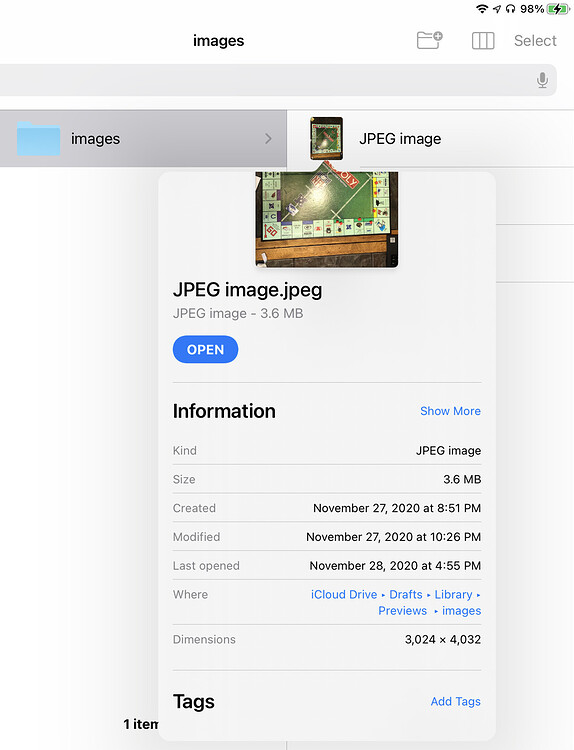 98%
images
Select
images
JPEG image
JPEG image.jpeg
JPEG image - 3.6 MB
OPEN
Information Show More
Kind JPEG image
Size 3.6 MB
Created November 27, 2020 at 8:51 PM
Modified November 27, 2020 at 10:26 PM
Last opened November 28, 2020 at 4:55 PM
Where iCloud Drive ▸ Drafts ▸ Library ▸
Previews ▸ images
Dimensions 3,024 × 4,032
Tags Add Tags
1 item